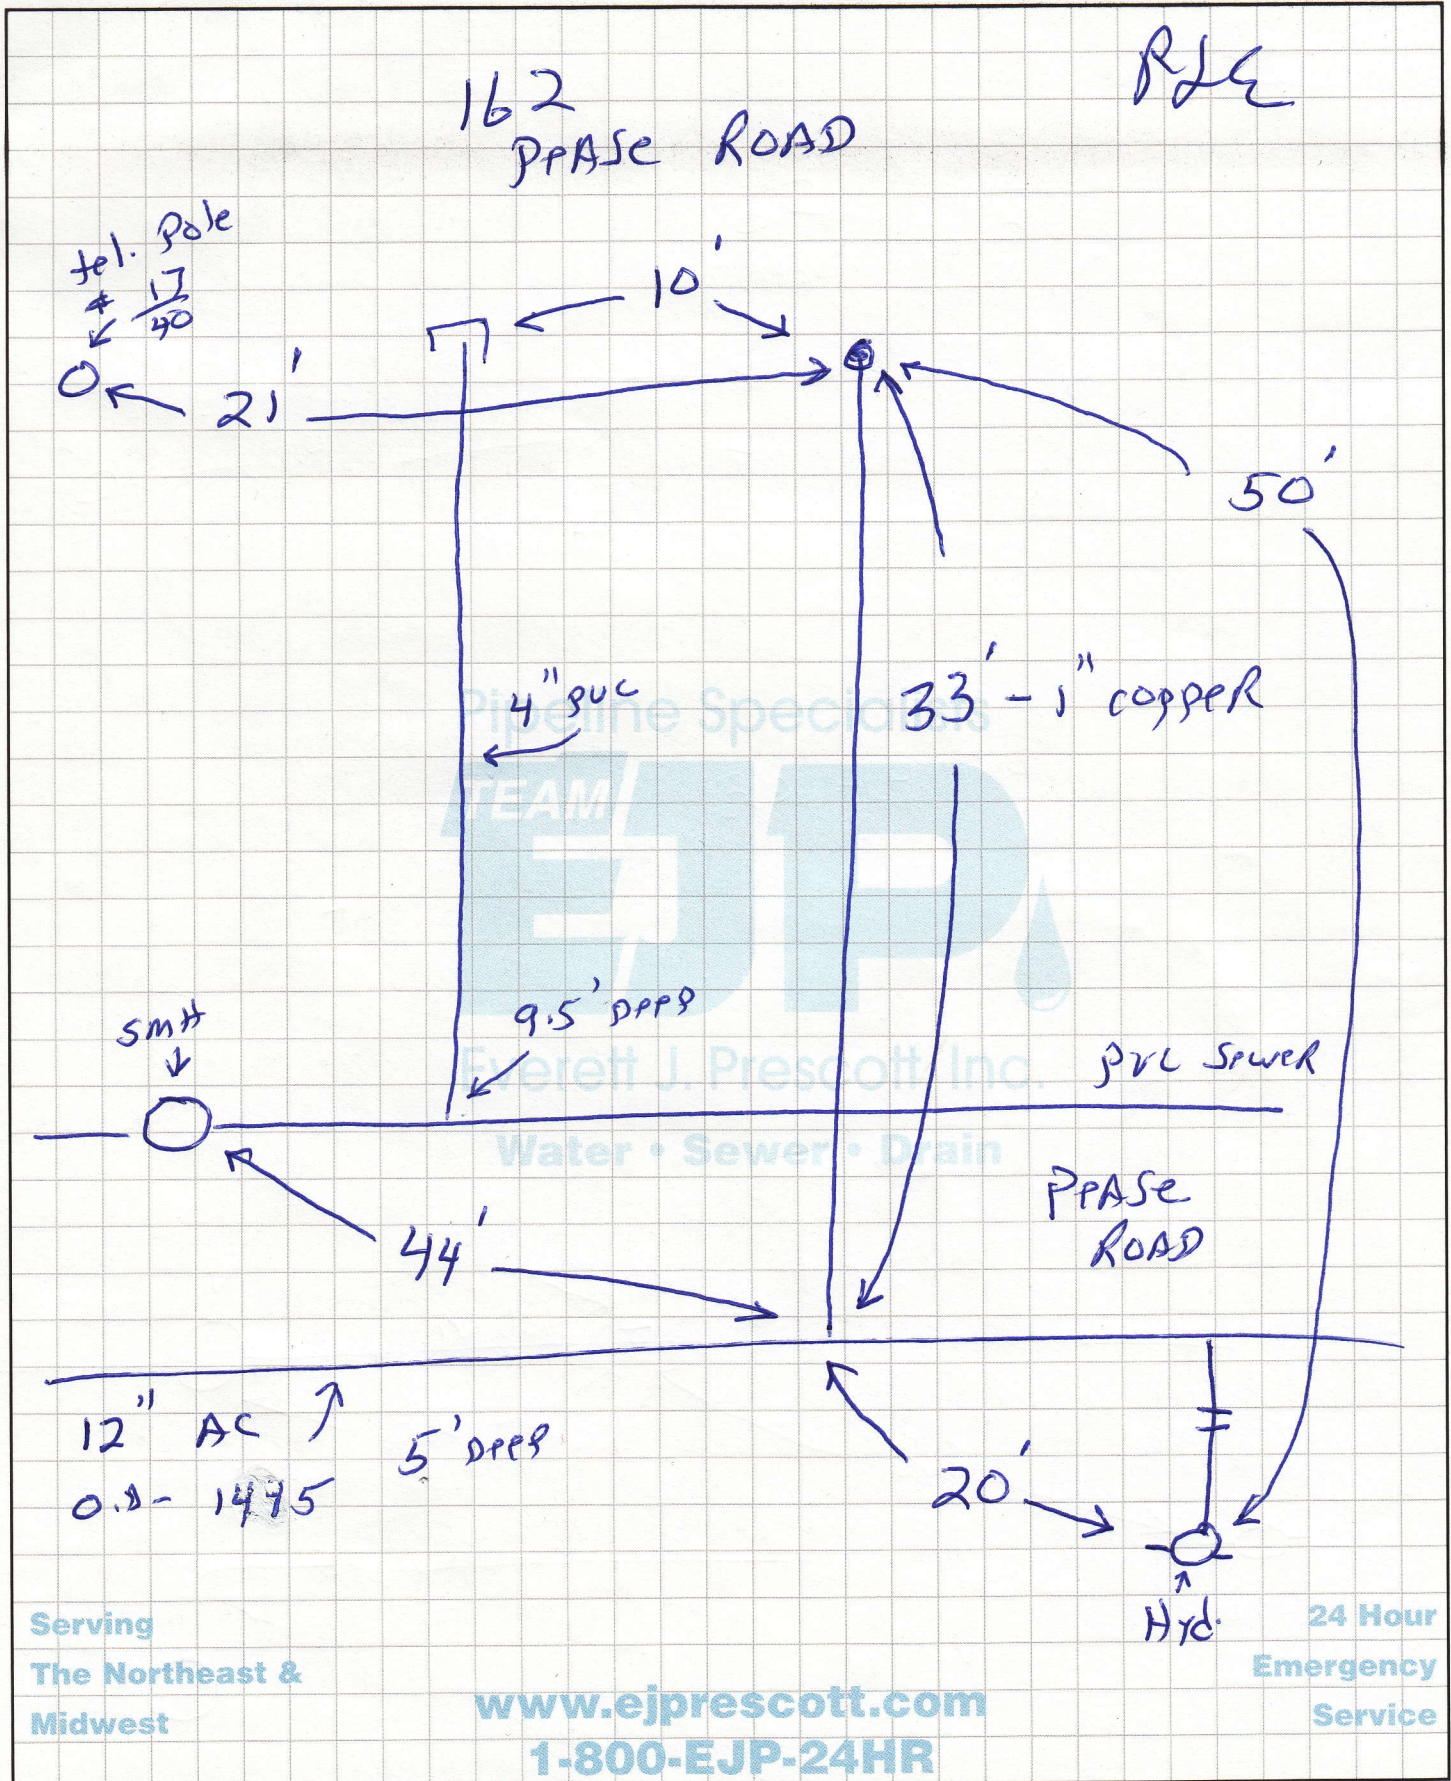 162
PeASe ROAD
tel. Pole
# 17/40
10'
21'
50'
4" PVC
33' - 1" copper
Pipeline Specialists
TEAM
EJP
9.5' Deep
SMH
Everett J. Prescott, Inc.
PVC SeweR
Water • Sewer • Drain
PeASe
ROAD
44'
12" AC
5' Deep
O.D-
20'
Hyd.
Serving
The Northeast &
Midwest
24 Hour
Emergency
Service
www.ejprescott.com
1-800-EJP-24HR